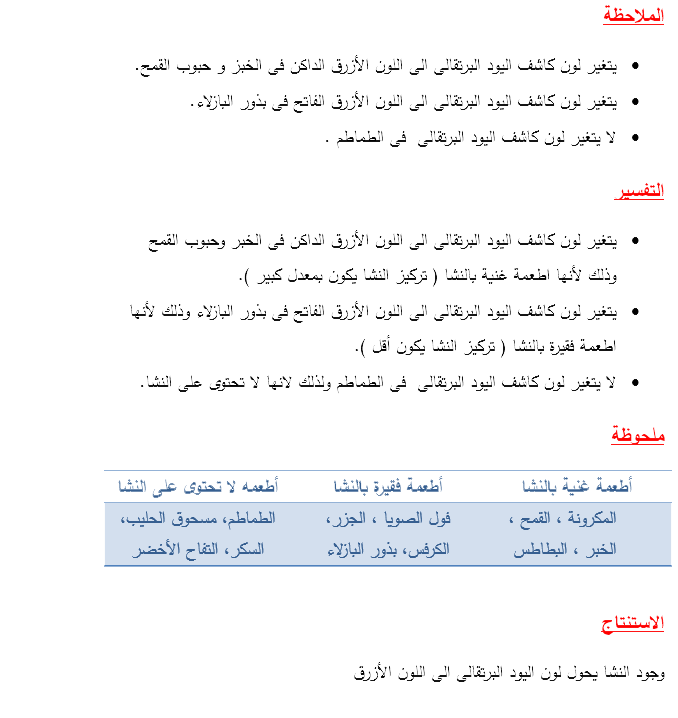 الملاحظة
• يتغير لون كاشف اليود البرتقالى الى اللون الأزرق الداكن فى الخبز و حبوب القمح.
• يتغير لون كاشف اليود البرتقالى الى اللون الأزرق الفاتح فى بذور البازلاء.
• لا يتغير لون كاشف اليود البرتقالى فى الطماطم .
التفسير
• يتغير لون كاشف اليود البرتقالى الى اللون الأزرق الداكن فى الخبر وحبوب القمح
وذلك لأنها اطعمة غنية بالنشا ( تركيز النشا يكون بمعدل كبير ).
• يتغير لون كاشف اليود البرتقالى الى اللون الأزرق الفاتح فى بذور البازلاء وذلك لأنها
اطعمة فقيرة بالنشا ( تركيز النشا يكون أقل ).
• لا يتغير لون كاشف اليود البرتقالى فى الطماطم ولذلك لانها لا تحتوى على النشا.
ملحوظة
أطعمة غنية بالنشا أطعمة فقيرة بالنشا أطعمه لا تحتوى على النشا
المكرونة ، القمح ، فول الصويا ، الجزر، الطماطم، مسحوق الحليب،
الخبر ، البطاطس الكرفس، بذور البازلاء السكر، التفاح الأخضر
الاستنتاج
وجود النشا يحول لون اليود البرتقالى الى اللون الأزرق